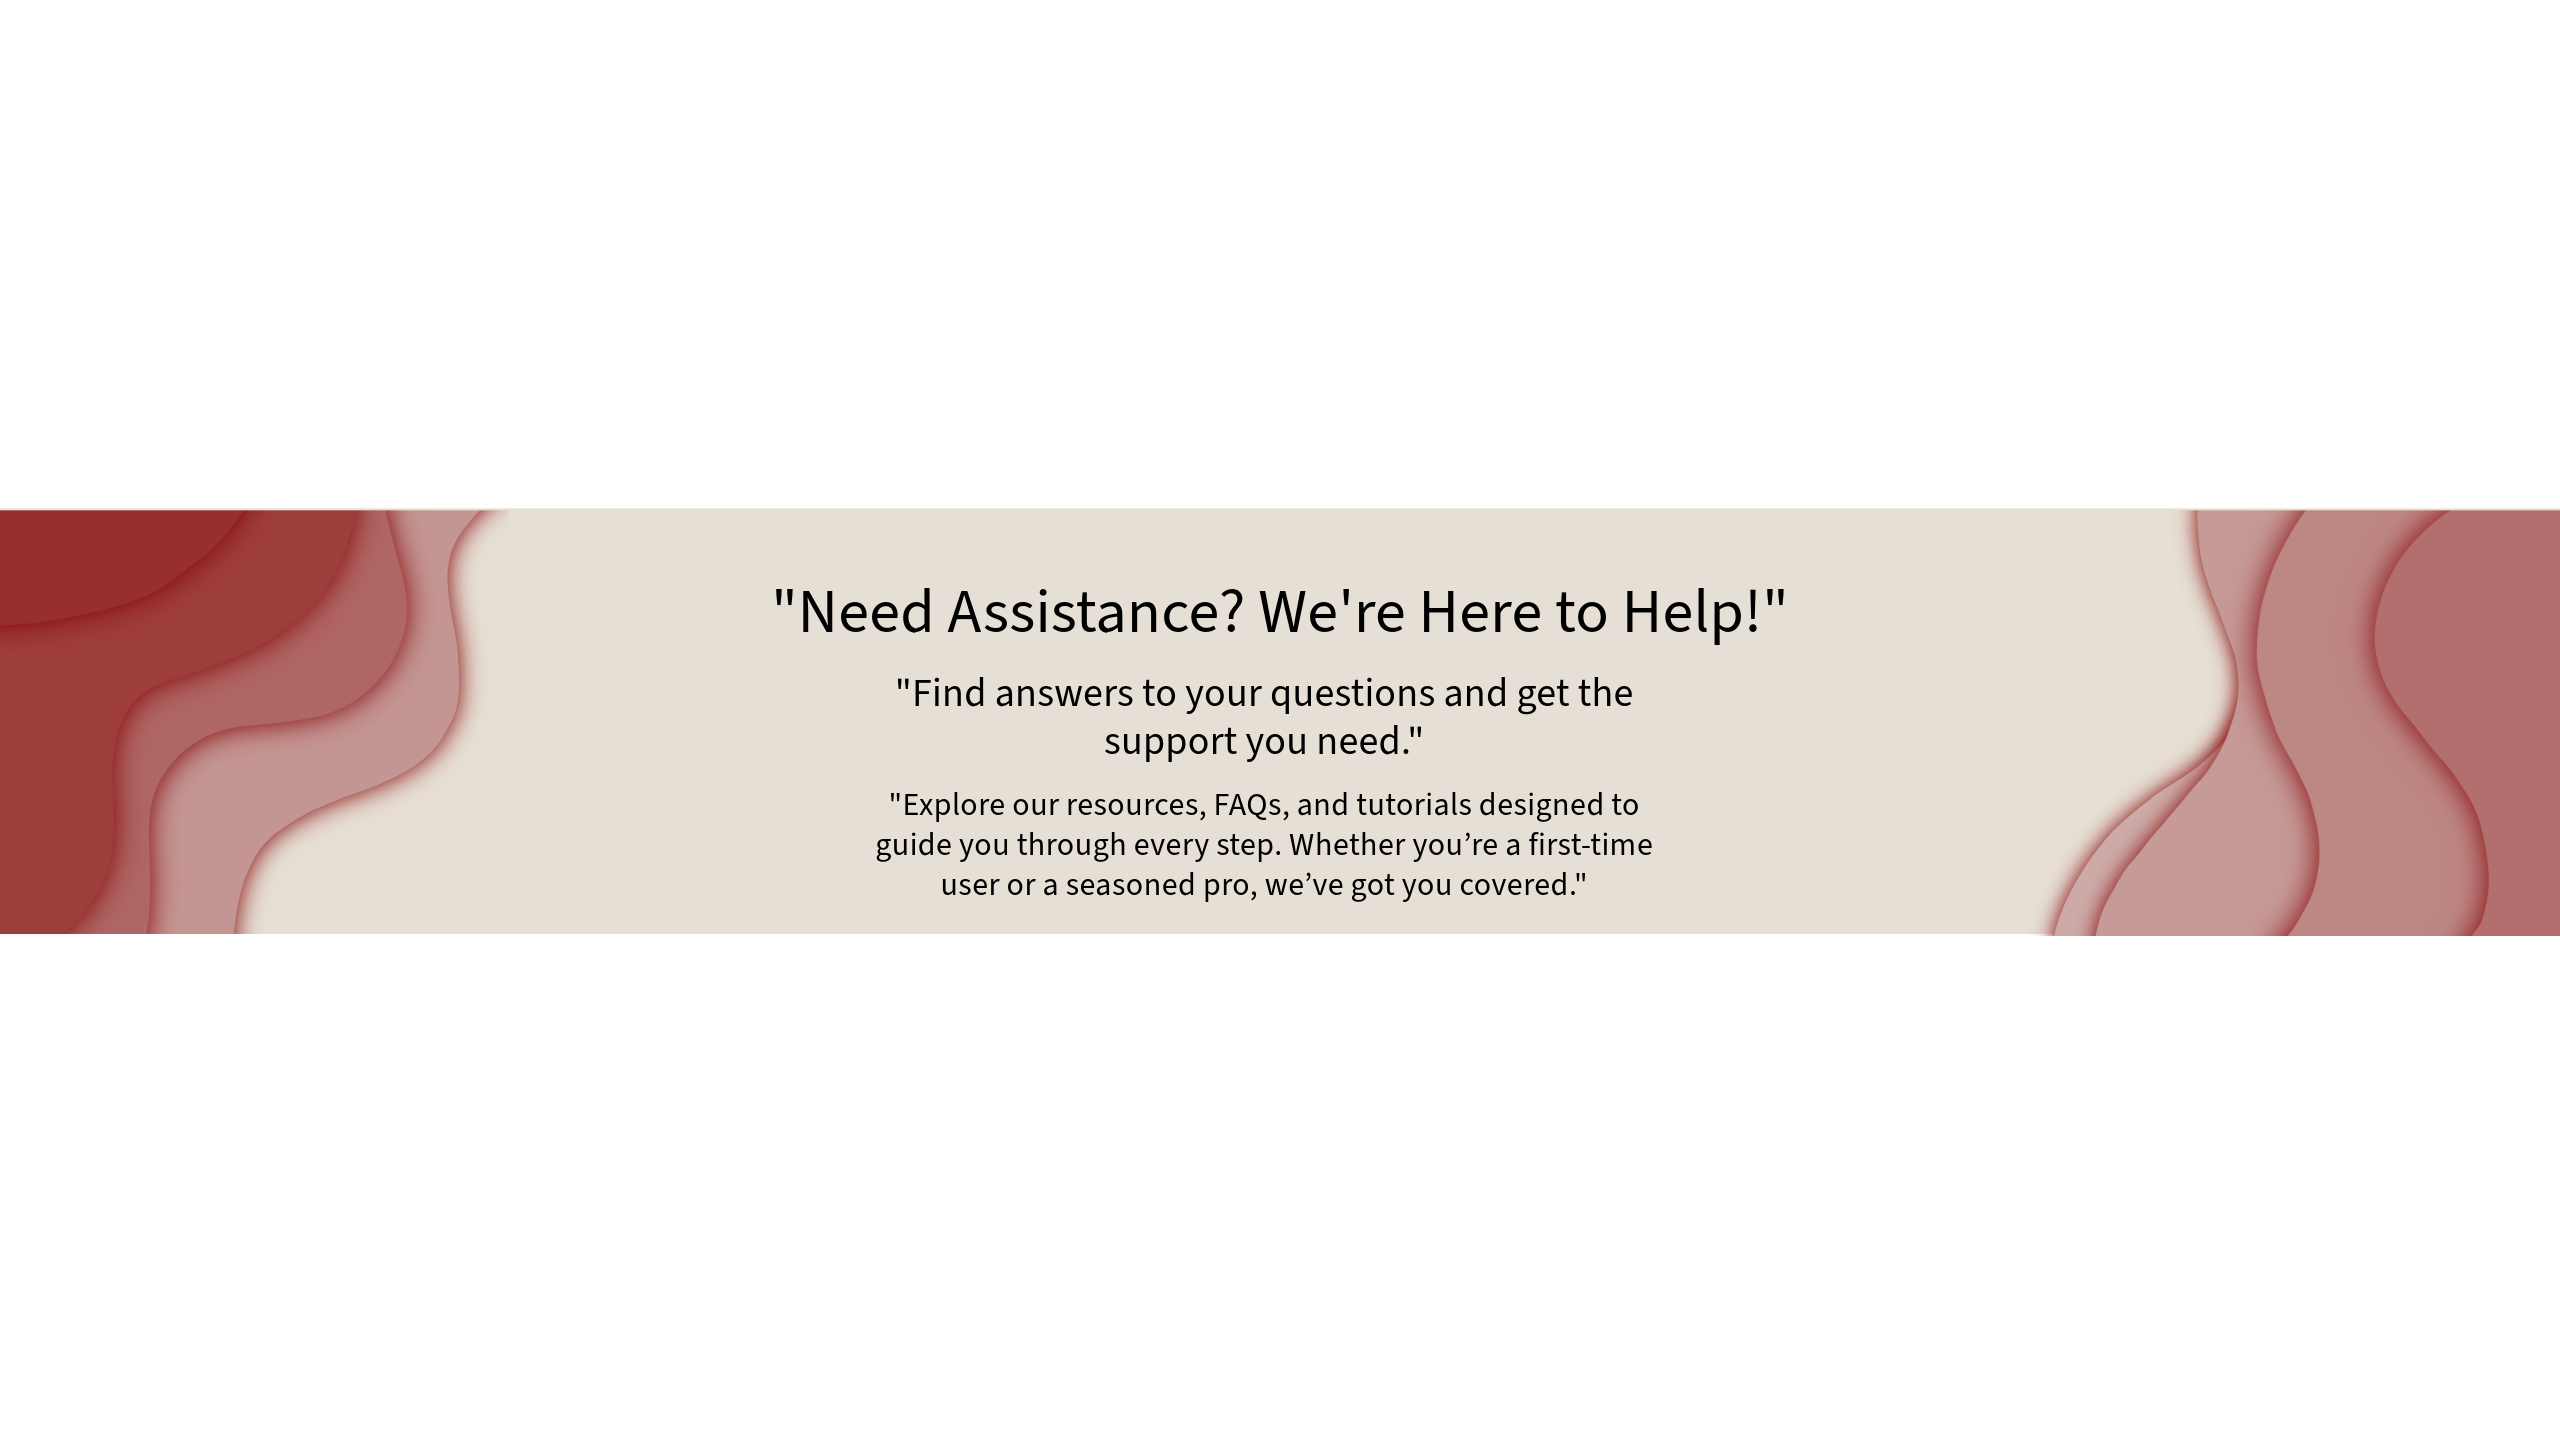 "Need Assistance? We're Here to Help!"
"Find answers to your questions and get the
support you need."
"Explore our resources, FAQs, and tutorials designed to
guide you through every step. Whether you’re a first-time
user or a seasoned pro, we’ve got you covered."